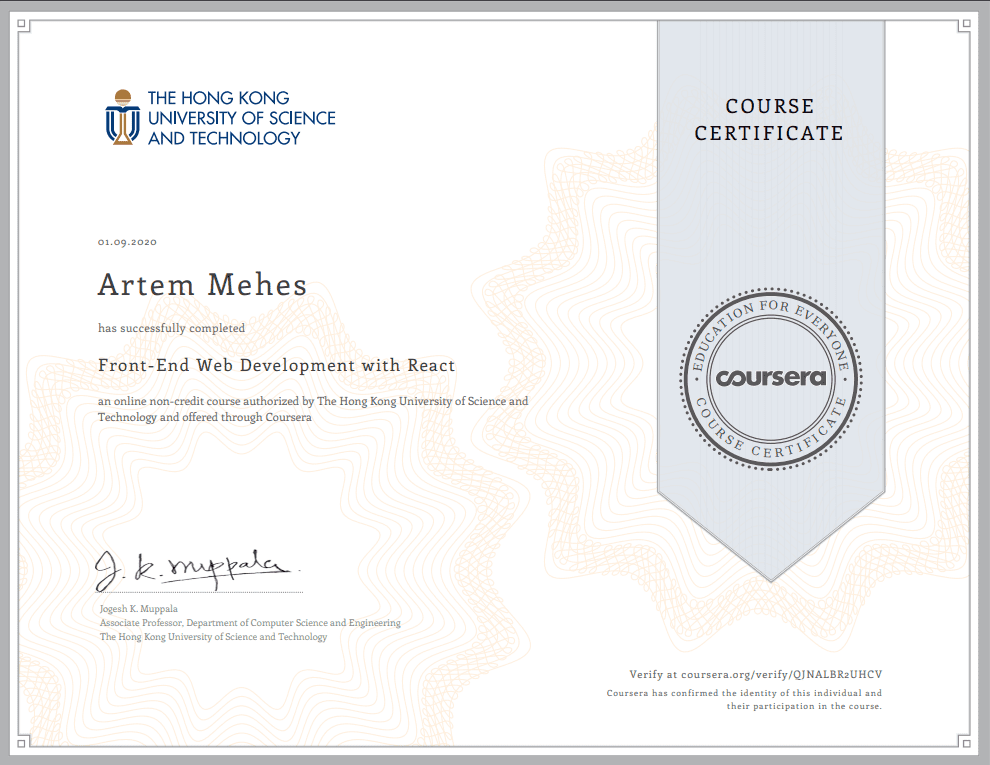 THE HONG KONG
UNIVERSITY OF SCIENCE
AND TECHNOLOGY
COURSE
CERTIFICATE
01.09.2020
Artem Mehes
has successfully completed
Front-End Web Development with React
an online non-credit course authorized by The Hong Kong University of Science and
Technology and offered through Coursera
EDUCATION FOR EVERYONE
coursera
COURSE CERTIFICATE
J. K. Muppala
Jogesh K. Muppala
Associate Professor, Department of Computer Science and Engineering
The Hong Kong University of Science and Technology
Verify at coursera.org/verify/QJNALBR2UHCV
Coursera has confirmed the identity of this individual and
their participation in the course.